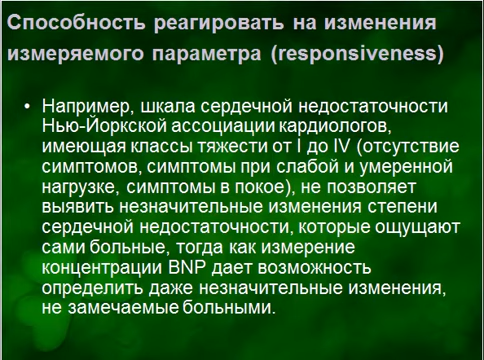 Способность реагировать на изменения
измеряемого параметра (responsiveness)
• Например, шкала сердечной недостаточности
Нью-Йоркской ассоциации кардиологов,
имеющая классы тяжести от I до IV (отсутствие
симптомов, симптомы при слабой и умеренной
нагрузке, симптомы в покое), не позволяет
выявить незначительные изменения степени
сердечной недостаточности, которые ощущают
сами больные, тогда как измерение
концентрации BNP дает возможность
определить даже незначительные изменения,
не замечаемые больными.